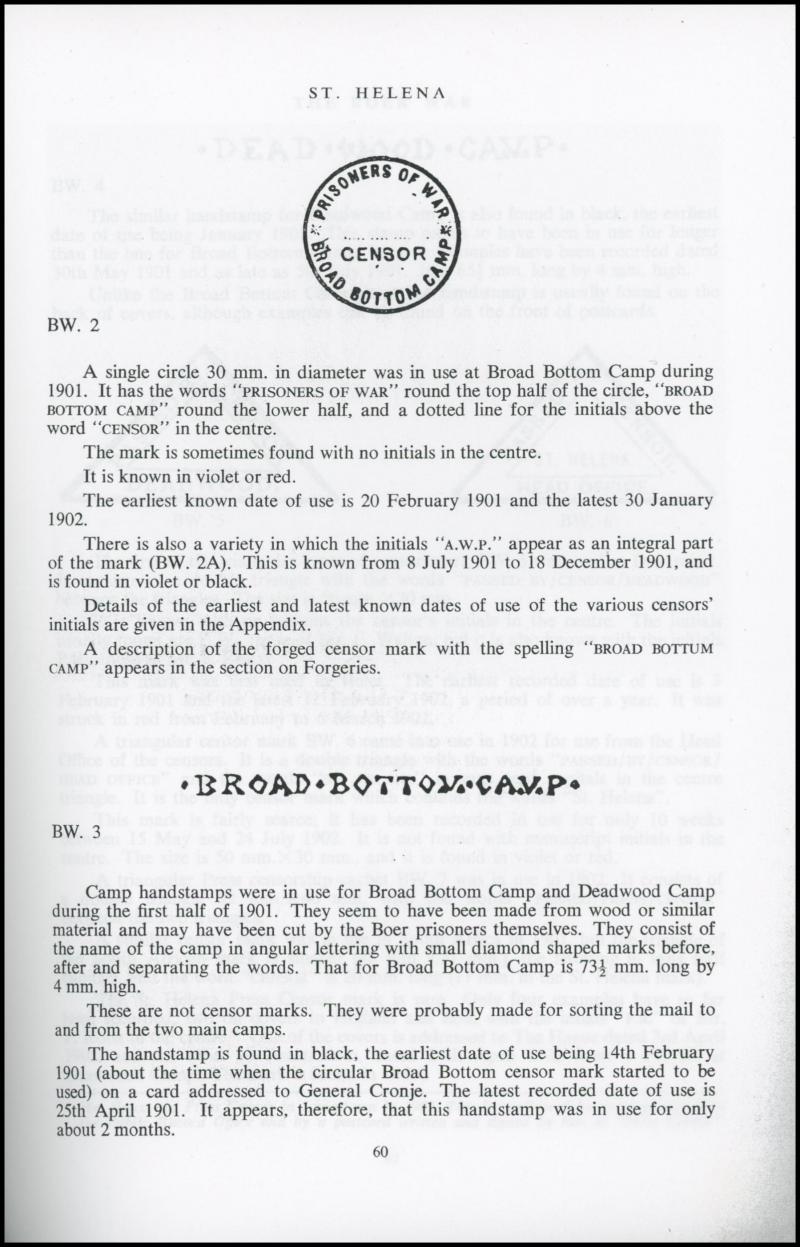 ST. HELENA
PRISONERS OF WAR
CENSOR
BROAD BOTTOM CAMP
BW. 2
A single circle 30 mm. in diameter was in use at Broad Bottom Camp during
1901. It has the words “PRISONERS OF WAR” round the top half of the circle, “BROAD
BOTTOM CAMP” round the lower half, and a dotted line for the initials above the
word “CENSOR” in the centre.
The mark is sometimes found with no initials in the centre.
It is known in violet or red.
The earliest known date of use is 20 February 1901 and the latest 30 January
1902.
There is also a variety in which the initials “A.W.P.” appear as an integral part
of the mark (BW. 2A). This is known from 8 July 1901 to 18 December 1901, and
is found in violet or black.
Details of the earliest and latest known dates of use of the various censors’
initials are given in the Appendix.
A description of the forged censor mark with the spelling “BROAD BOTTUM
CAMP” appears in the section on Forgeries.
·BROAD·BOTTOM·CAMP·
BW. 3
Camp handstamps were in use for Broad Bottom Camp and Deadwood Camp
during the first half of 1901. They seem to have been made from wood or similar
material and may have been cut by the Boer prisoners themselves. They consist of
the name of the camp in angular lettering with small diamond shaped marks before,
after and separating the words. That for Broad Bottom Camp is 73½ mm. long by
4 mm. high.
These are not censor marks. They were probably made for sorting the mail to
and from the two main camps.
The handstamp is found in black, the earliest date of use being 14th February
1901 (about the time when the circular Broad Bottom censor mark started to be
used) on a card addressed to General Cronje. The latest recorded date of use is
25th April 1901. It appears, therefore, that this handstamp was in use for only
about 2 months.
60